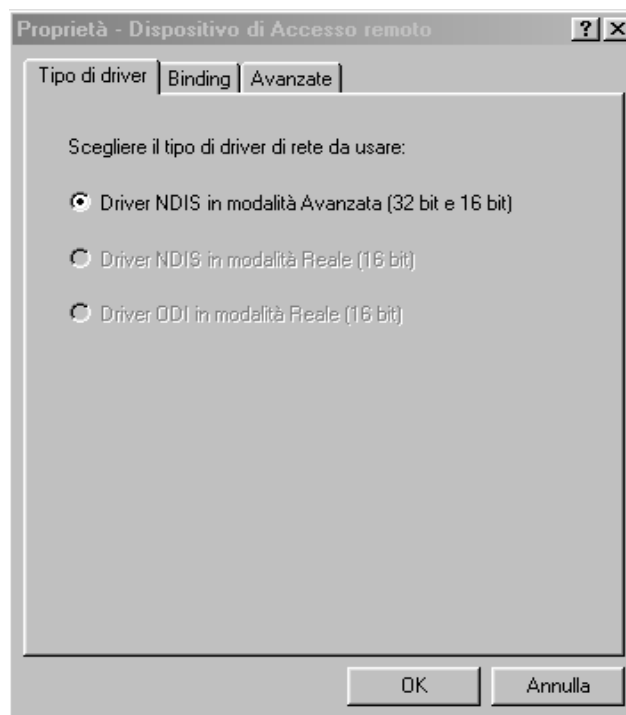 Proprietà - Dispositivo di Accesso remoto
Tipo di driver Binding Avanzate
Scegliere il tipo di driver di rete da usare:
Driver NDIS in modalità Avanzata (32 bit e 16 bit)
Driver NDIS in modalità Reale (16 bit)
Driver ODI in modalità Reale (16 bit)
OK Annulla